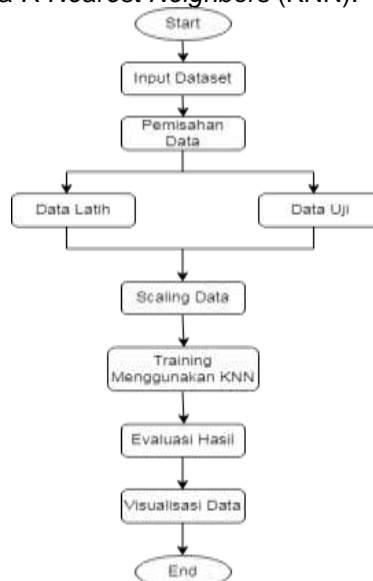 K-Nearest Neighbors (KNN).
Start
Input Dataset
Pemisahan
Data
Data Latih
Data Uji
Scaling Data
Training
Menggunakan KNN
Evaluasi Hasil
Visualisasi Data
End